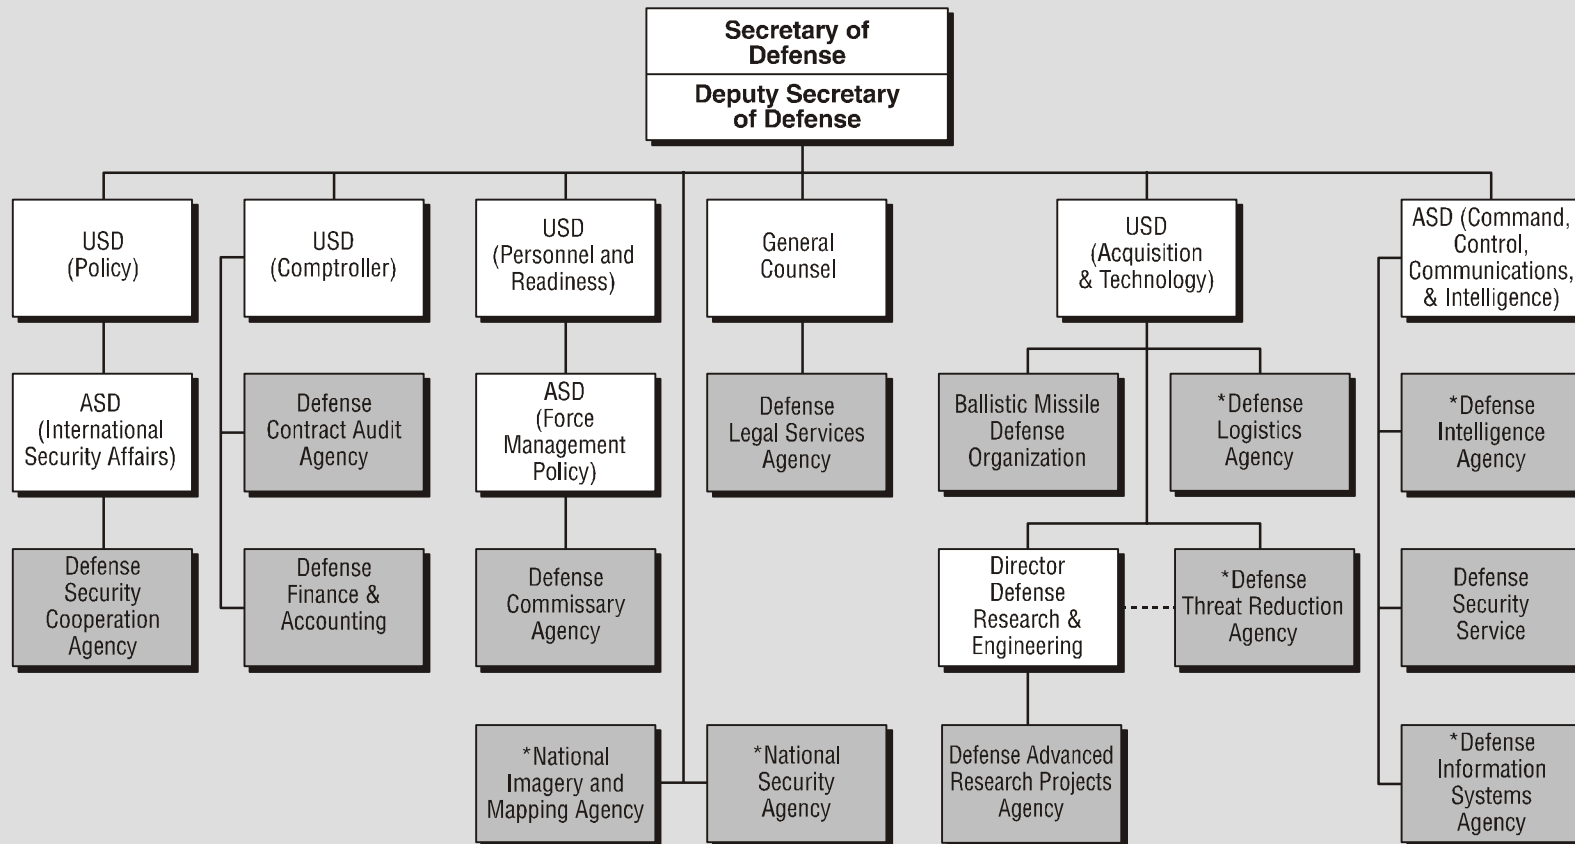 Secretary of
Defense
Deputy Secretary
of Defense
USD
(Policy)
USD
(Comptroller)
USD
(Personnel and
Readiness)
General
Counsel
USD
(Acquisition
& Technology)
ASD (Command,
Control,
Communications,
& Intelligence)
ASD
(International
Security Affairs)
Defense
Contract Audit
Agency
ASD
(Force
Management
Policy)
Defense
Legal Services
Agency
Ballistic Missile
Defense
Organization
*Defense
Logistics
Agency
*Defense
Intelligence
Agency
Defense
Security
Cooperation
Agency
Defense
Finance &
Accounting
Defense
Commissary
Agency
Director
Defense
Research &
Engineering
*Defense
Threat Reduction
Agency
Defense
Security
Service
*National
Imagery and
Mapping Agency
*National
Security
Agency
Defense Advanced
Research Projects
Agency
*Defense
Information
Systems
Agency